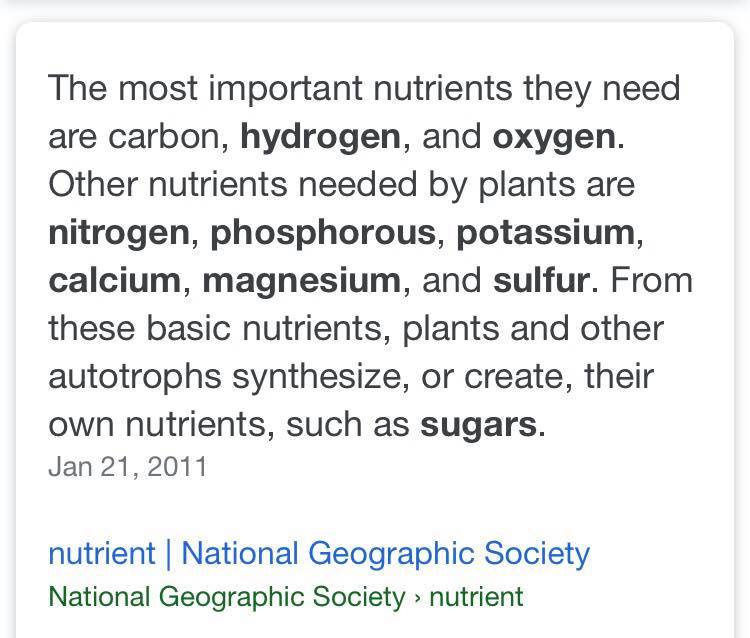 The most important nutrients they need
are carbon, hydrogen, and oxygen.
Other nutrients needed by plants are
nitrogen, phosphorous, potassium,
calcium, magnesium, and sulfur. From
these basic nutrients, plants and other
autotrophs synthesize, or create, their
own nutrients, such as sugars.
Jan 21, 2011
nutrient | National Geographic Society
National Geographic Society › nutrient